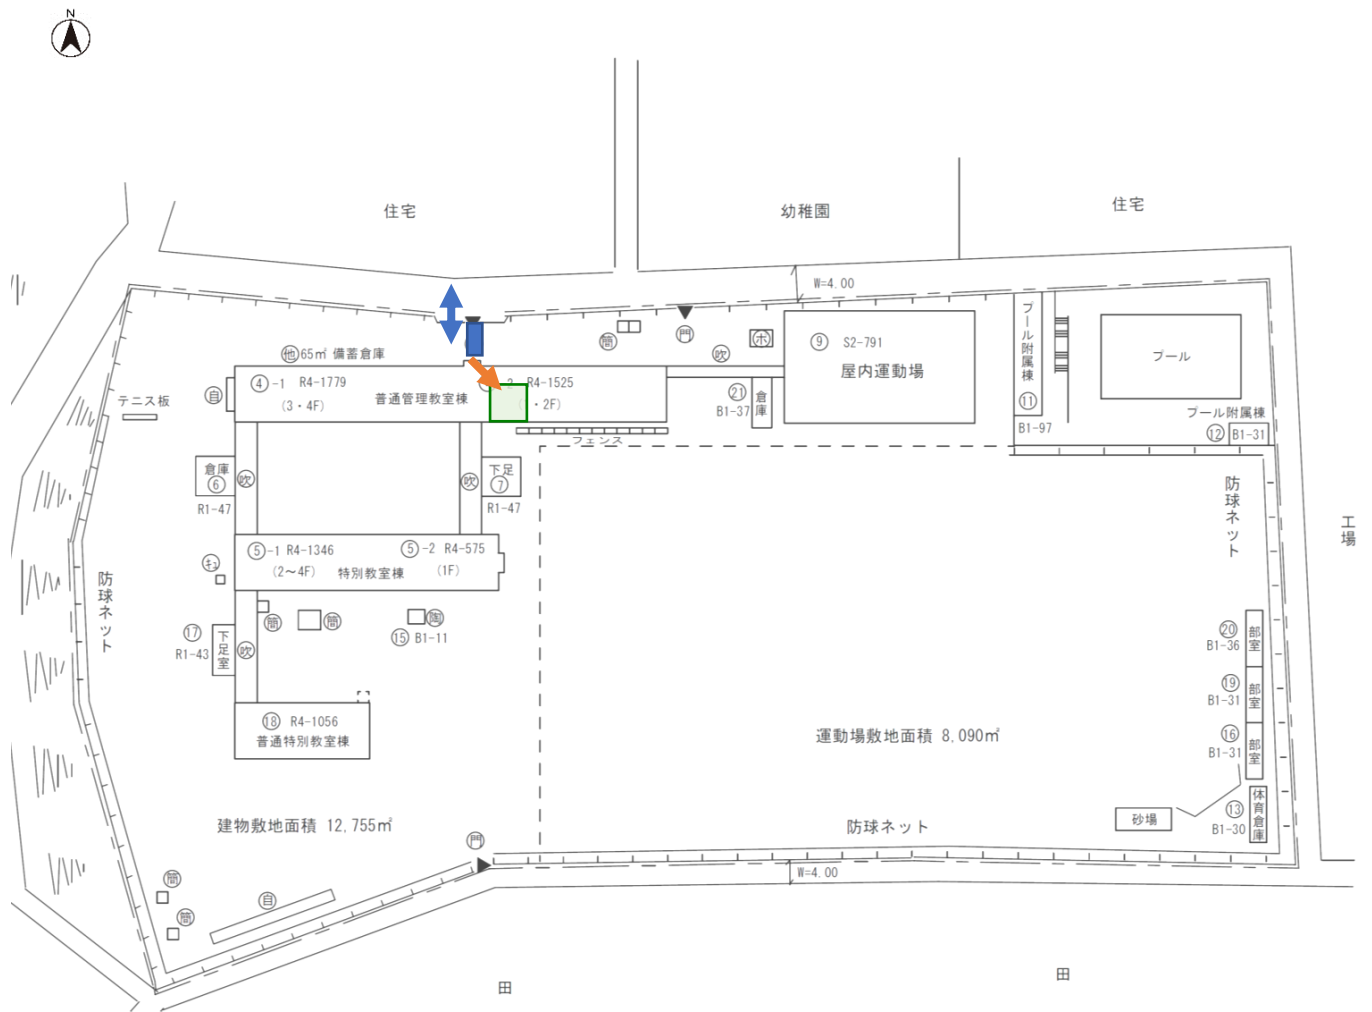 N
住宅
幼稚園
住宅
W=4.00
門
簡
吹
ホ
⑨ S2-791
屋内運動場
プール附属棟
⑪
B1-97
プール
プール附属棟
⑫ B1-31
他 65㎡ 備蓄倉庫
④-1 R4-1779
(3・4F)
普通管理教室棟
2 R4-1525
・2F)
自
テニス板
㉑ 倉庫
B1-37
フェンス
倉庫
⑥
R1-47
吹
吹
下足
⑦
R1-47
防球ネット
工場
⑤-1 R4-1346
(2〜4F)
特別教室棟
⑤-2 R4-575
(1F)
キュ
防球ネット
簡
簡
陶
⑮ B1-11
⑰ 下足室
R1-43
吹
⑳ 部室
B1-36
⑲ 部室
B1-31
⑯ 部室
B1-31
⑱ R4-1056
普通特別教室棟
運動場敷地面積 8,090㎡
建物敷地面積 12,755㎡
防球ネット
砂場
⑬ 体育倉庫
B1-30
門
W=4.00
簡
簡
自
田
田